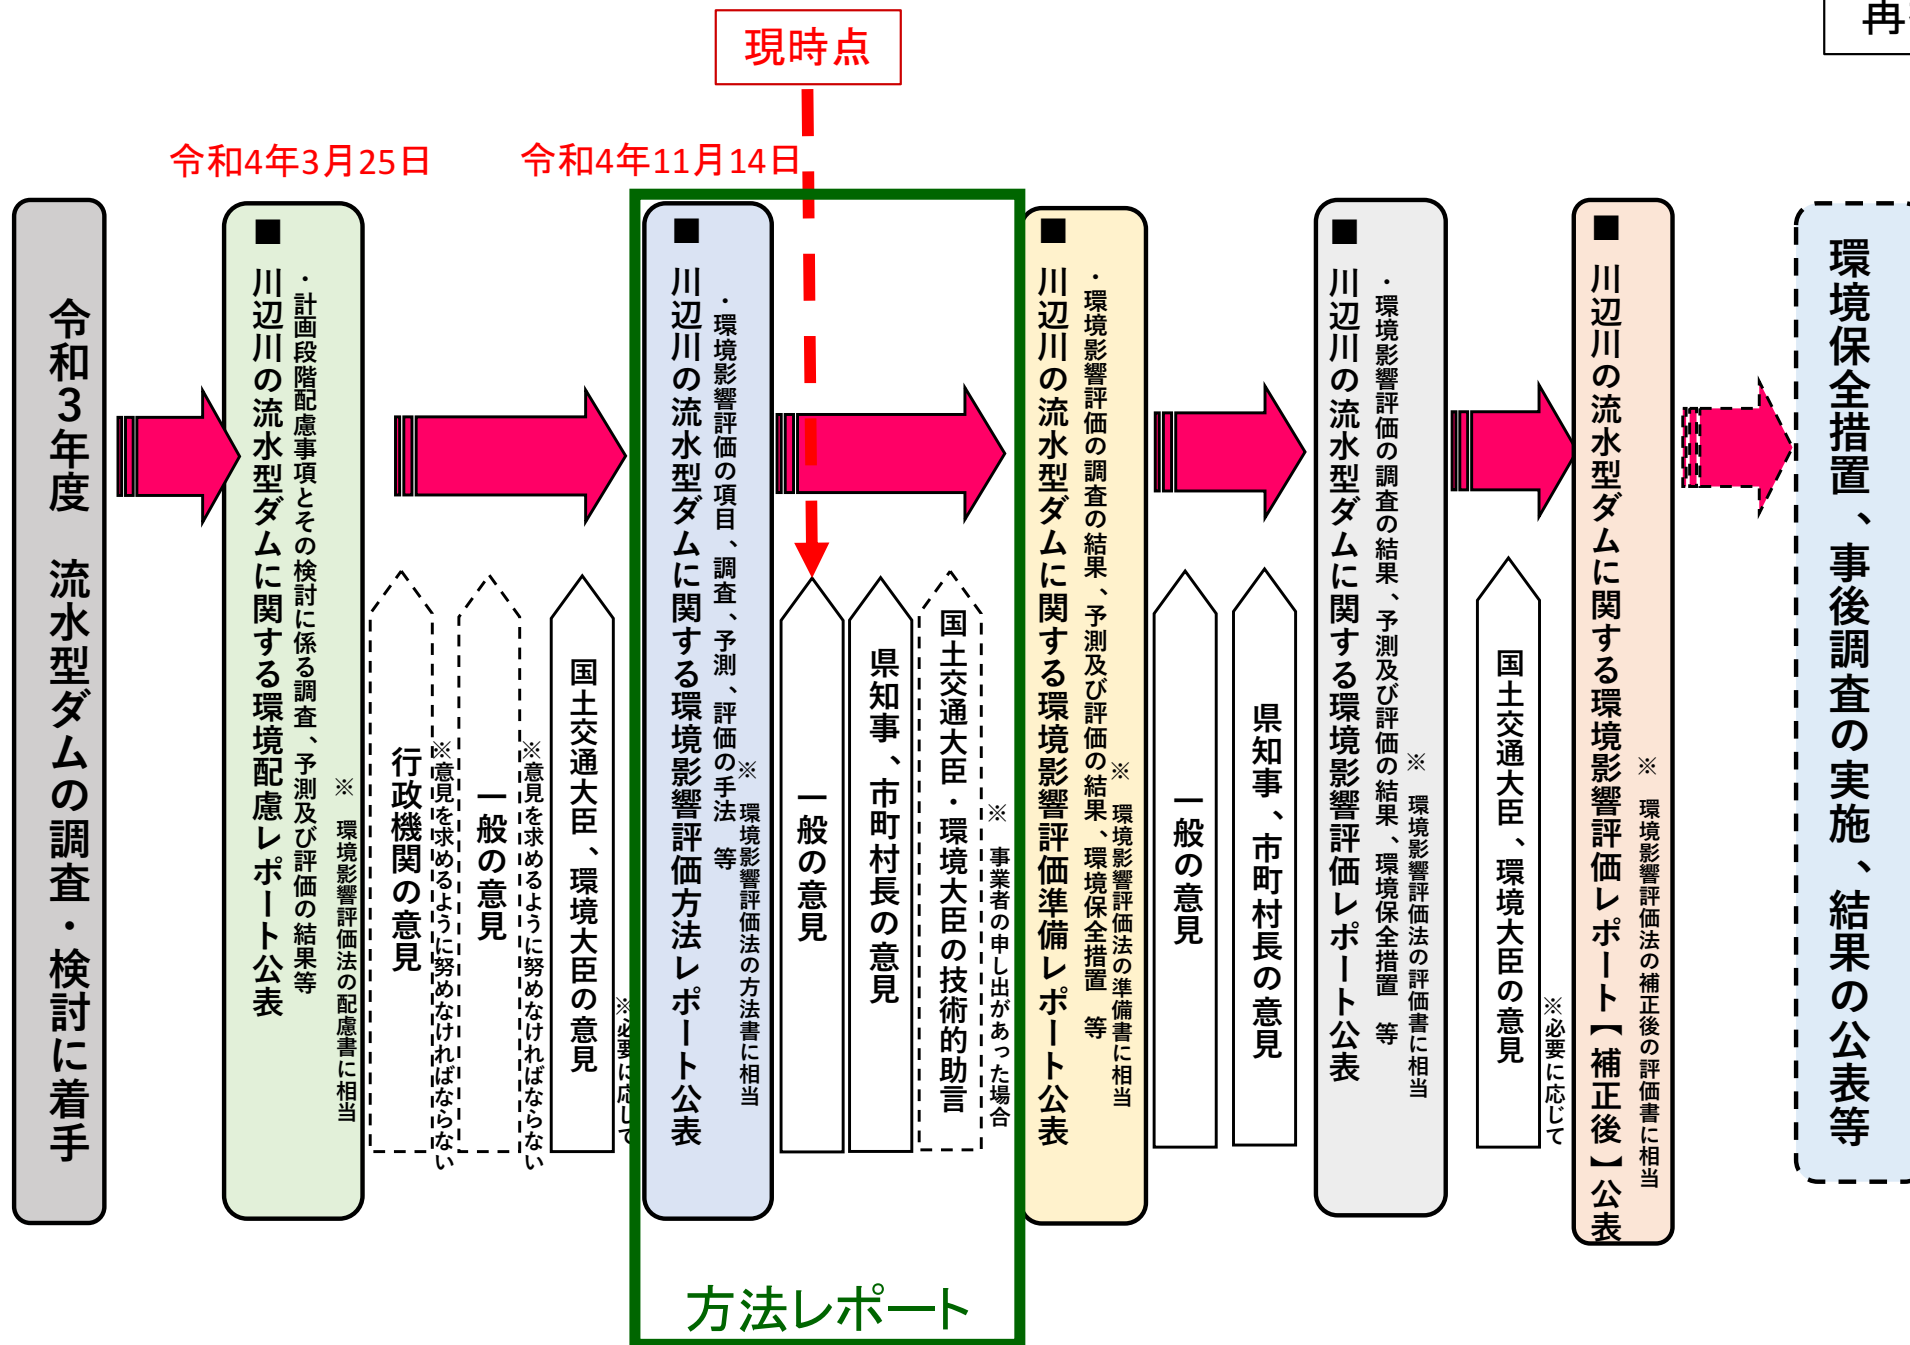 再
現時点
令和4年3月25日
令和4年11月14日
令和3年度 流水型ダムの調査・検討に着手
■ 川辺川の流水型ダムに関する環境配慮レポート公表
・計画段階配慮事項とその検討に係る調査、予測及び評価の結果等
※ 環境影響評価法の配慮書に相当
行政機関の意見
※意見を求めるように努めなければならない
一般の意見
※意見を求めるように努めなければならない
国土交通大臣、環境大臣の意見
※必要に応じて
■ 川辺川の流水型ダムに関する環境影響評価方法レポート公表
・環境影響評価の項目、調査、予測、評価の手法 等
※ 環境影響評価法の方法書に相当
一般の意見
県知事、市町村長の意見
国土交通大臣・環境大臣の技術的助言
※ 事業者の申し出があった場合
■ 川辺川の流水型ダムに関する環境影響評価準備レポート公表
・環境影響評価の調査の結果、予測及び評価の結果、環境保全措置 等
※ 環境影響評価法の準備書に相当
一般の意見
県知事、市町村長の意見
■ 川辺川の流水型ダムに関する環境影響評価レポート公表
・環境影響評価の調査の結果、予測及び評価の結果、環境保全措置 等
※ 環境影響評価法の評価書に相当
国土交通大臣、環境大臣の意見
※必要に応じて
■ 川辺川の流水型ダムに関する環境影響評価レポート【補正後】公表
※ 環境影響評価法の補正後の評価書に相当
環境保全措置、事後調査の実施、結果の公表等
方法レポート